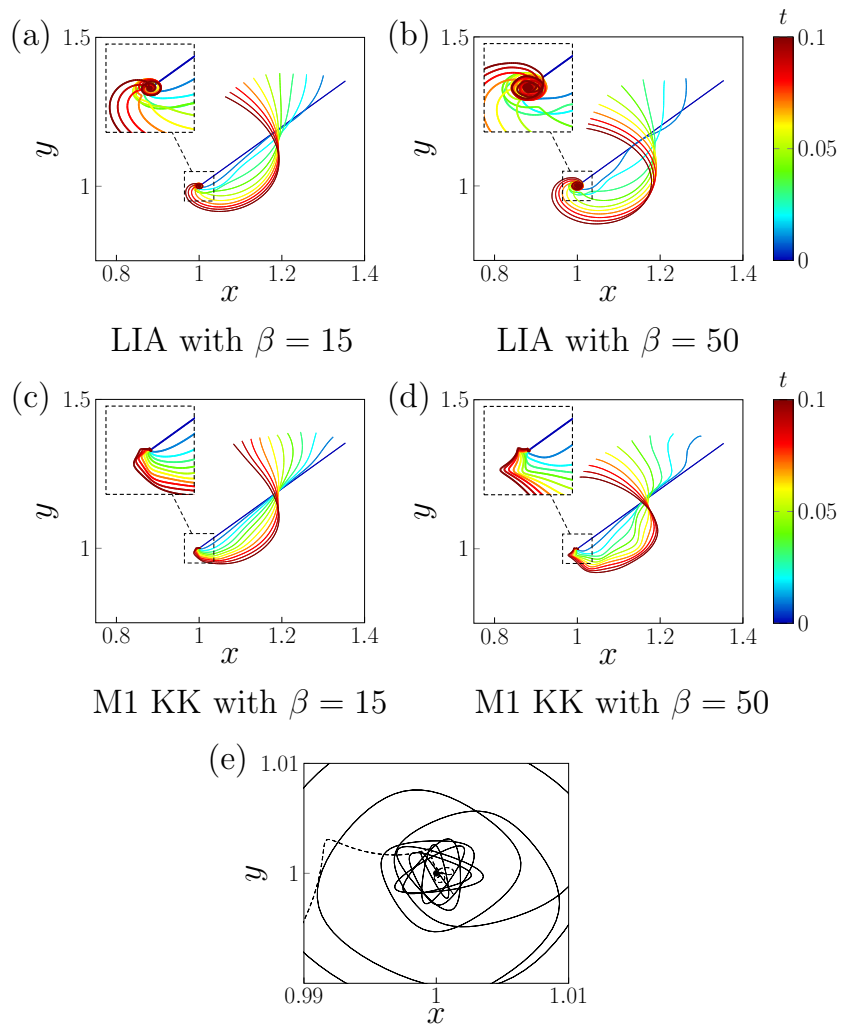 (a)
1.5
1
y
0.8
1
1.2
1.4
x
LIA with β = 15
(b)
1.5
1
y
0.8
1
1.2
1.4
x
t
0.1
0.05
0
LIA with β = 50
(c)
1.5
1
y
0.8
1
1.2
1.4
x
M1 KK with β = 15
(d)
1.5
1
y
0.8
1
1.2
1.4
x
t
0.1
0.05
0
M1 KK with β = 50
(e)
1.01
1
y
0.99
1
1.01
x